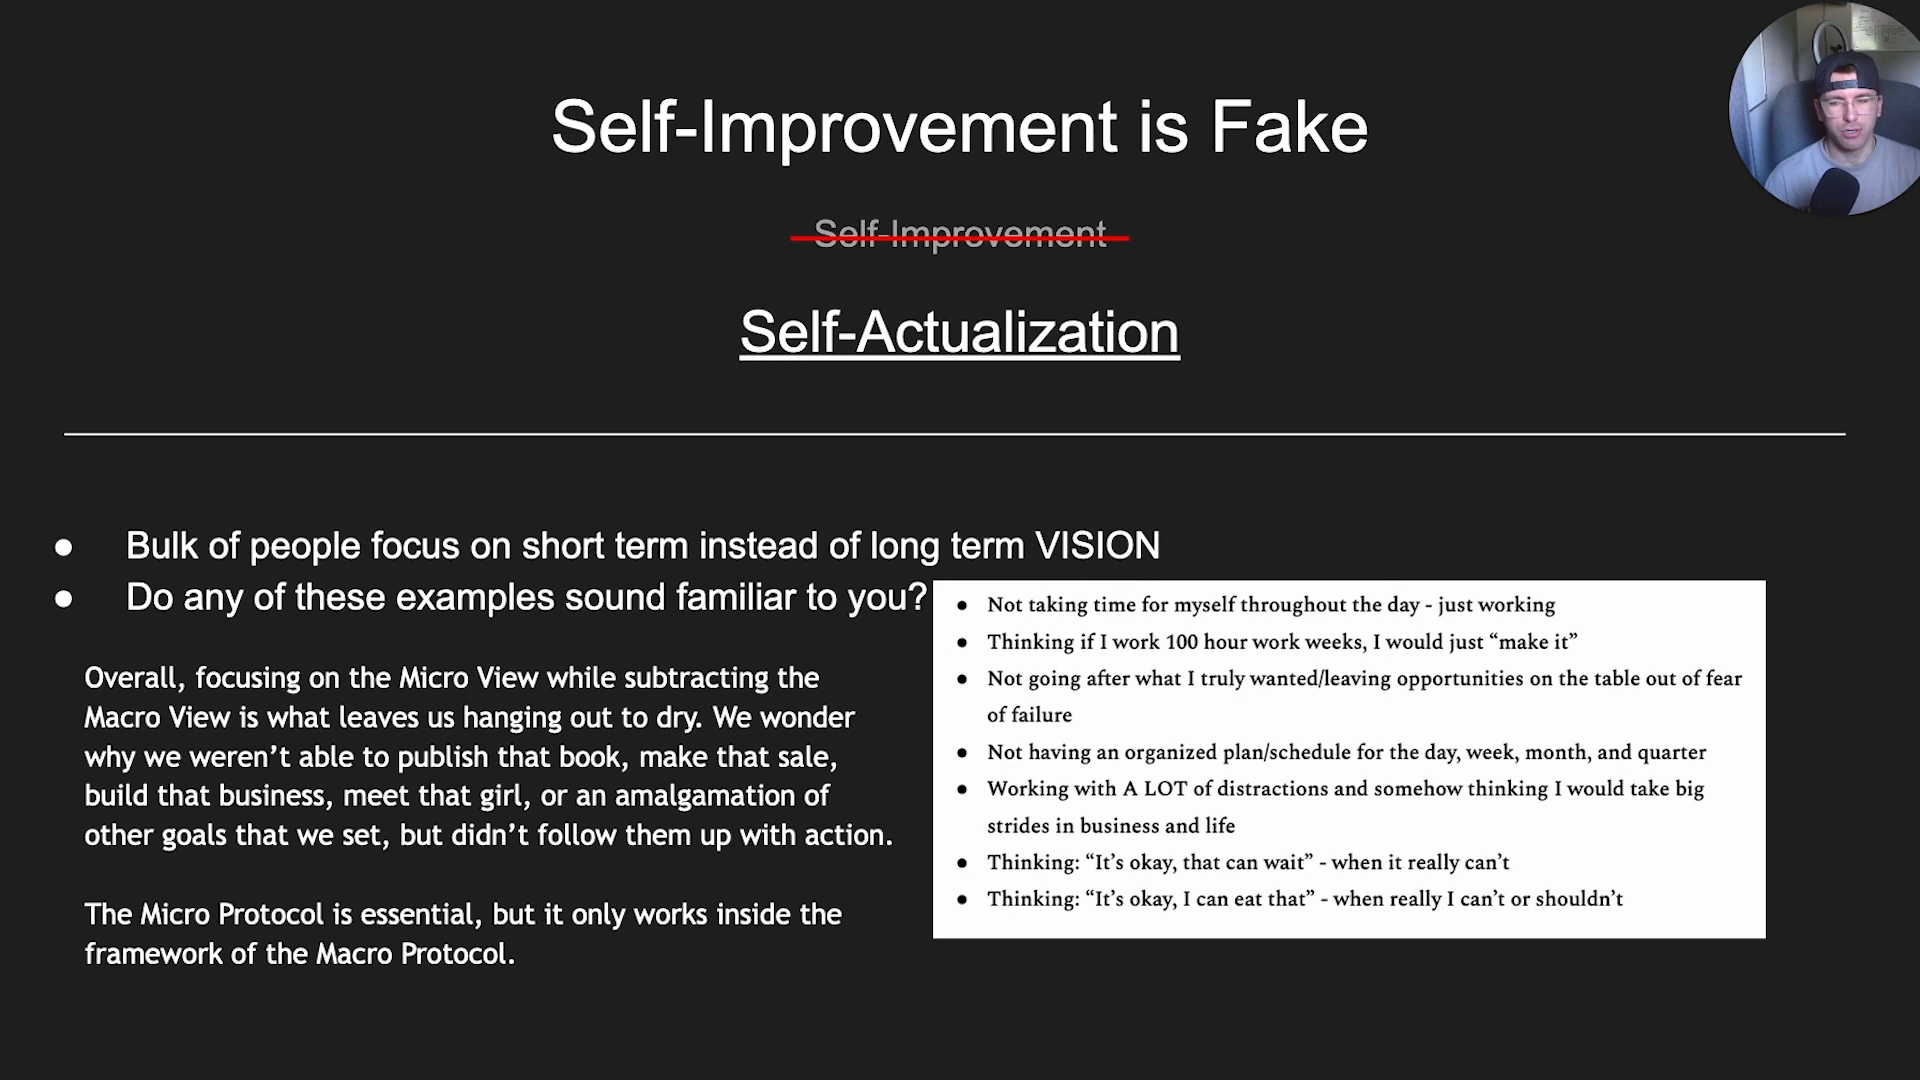 Self-Improvement is Fake
Self-Improvement
Self-Actualization
● Bulk of people focus on short term instead of long term VISION
● Do any of these examples sound familiar to you?
Overall, focusing on the Micro View while subtracting the
Macro View is what leaves us hanging out to dry. We wonder
why we weren’t able to publish that book, make that sale,
build that business, meet that girl, or an amalgamation of
other goals that we set, but didn’t follow them up with action.
The Micro Protocol is essential, but it only works inside the
framework of the Macro Protocol.
● Not taking time for myself throughout the day - just working
● Thinking if I work 100 hour work weeks, I would just “make it”
● Not going after what I truly wanted/leaving opportunities on the table out of fear
of failure
● Not having an organized plan/schedule for the day, week, month, and quarter
● Working with A LOT of distractions and somehow thinking I would take big
strides in business and life
● Thinking: “It’s okay, that can wait” - when it really can’t
● Thinking: “It’s okay, I can eat that” - when really I can’t or shouldn’t